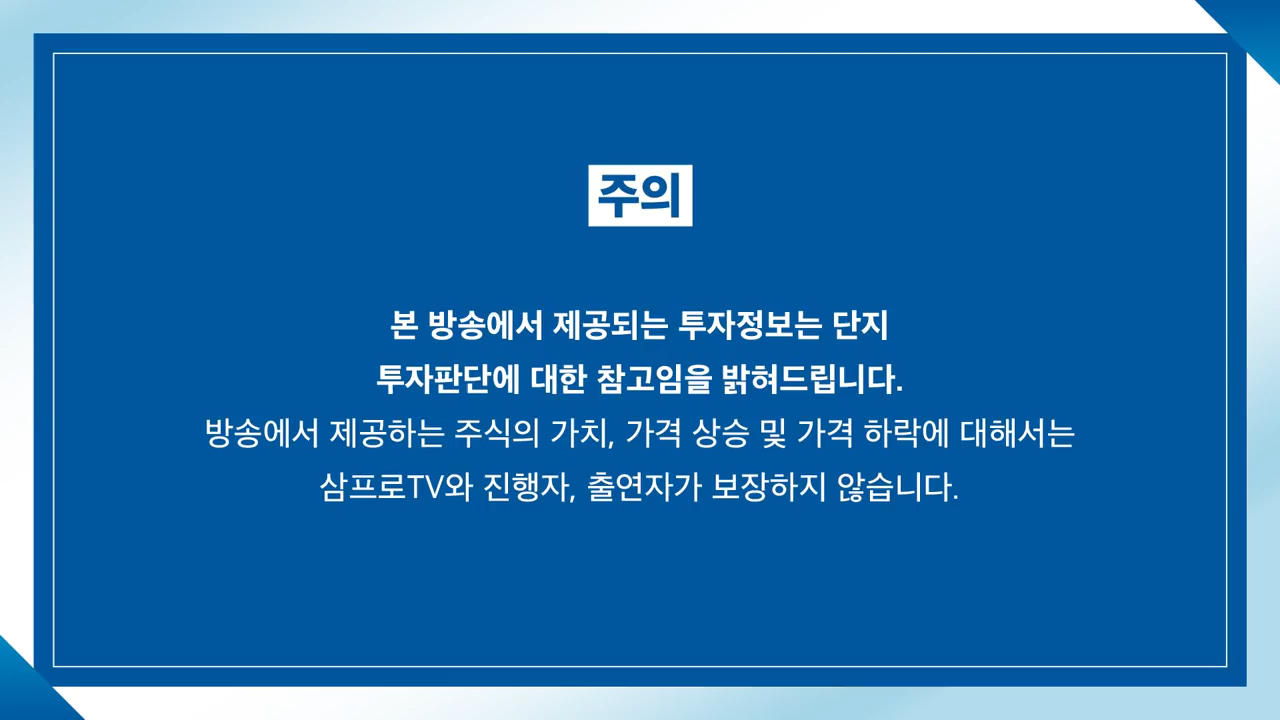 주의
본 방송에서 제공되는 투자정보는 단지
투자판단에 대한 참고임을 밝혀드립니다.
방송에서 제공하는 주식의 가치, 가격 상승 및 가격 하락에 대해서는
삼프로TV와 진행자, 출연자가 보장하지 않습니다.